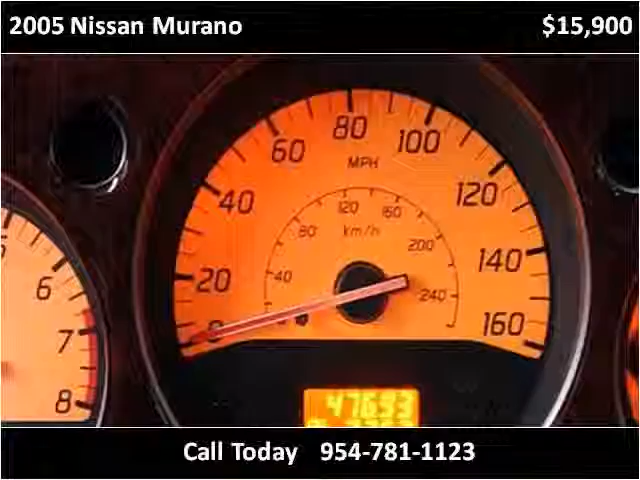 2005 Nissan Murano $15,900
80
60 100
MPH
40 120
120 160
80 km/h
200
20 40 140
6 240
0 160
7
8
47693
Call Today 954-781-1123